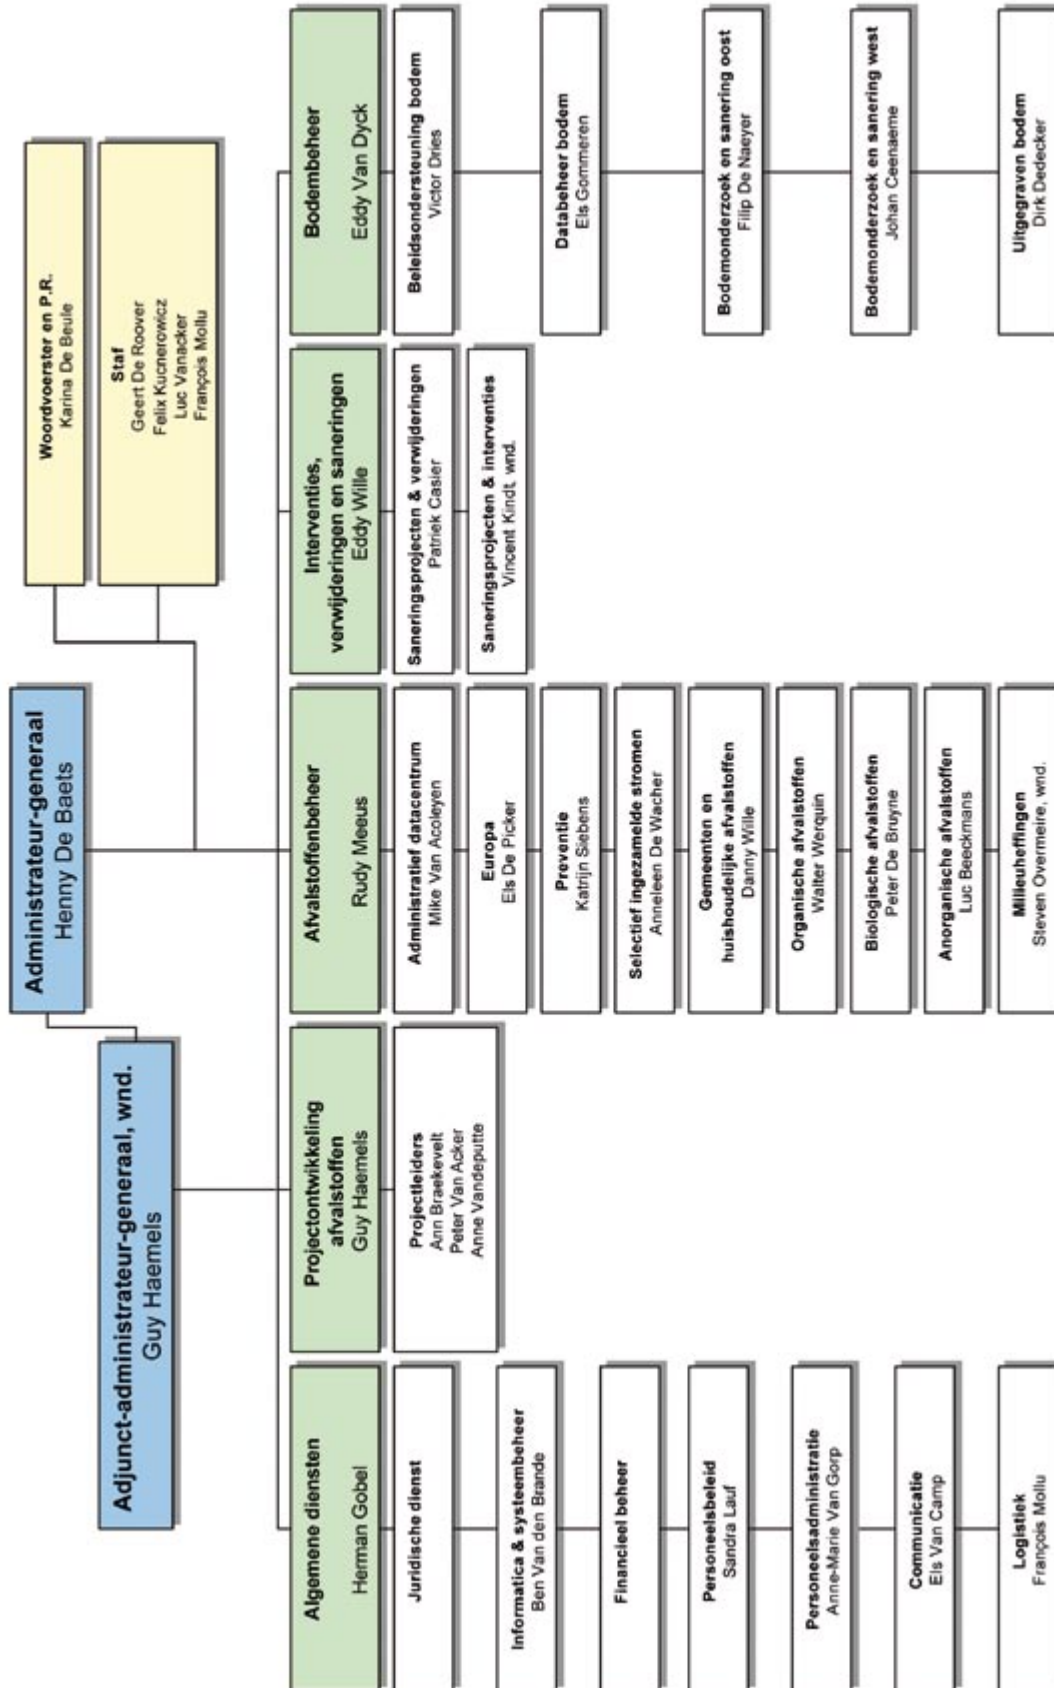 Administrateur-generaal
Henny De Baets
Adjunct-administrateur-generaal, wnd.
Guy Haemels
Woordvoerster en P.R.
Karina De Beule
Staf
Geert De Roover
Felix Kucnerowicz
Luc Vanacker
François Mollu
Algemene diensten
Herman Gobel
Juridische dienst
Informatica & systeembeheer
Ben Van den Brande
Financieel beheer
Personeelsbeleid
Sandra Lauf
Personeelsadministratie
Anne-Marie Van Gorp
Communicatie
Els Van Camp
Logistiek
François Mollu
Projectontwikkeling
afvalstoffen
Guy Haemels
Projectleiders
Ann Braekevelt
Peter Van Acker
Anne Vandeputte
Afvalstoffenbeheer
Rudy Meeus
Administratief datacentrum
Mike Van Acoleyen
Europa
Els De Picker
Preventie
Katrijn Siebens
Selectief ingezamelde stromen
Anneleen De Wachter
Gemeenten en
huishoudelijke afvalstoffen
Danny Wille
Organische afvalstoffen
Walter Werquin
Biologische afvalstoffen
Peter De Bruyne
Anorganische afvalstoffen
Luc Beeckmans
Milieuheffingen
Steven Overmeire, wnd.
Interventies,
verwijderingen en saneringen
Eddy Wille
Saneringsprojecten & verwijderingen
Patriek Casier
Saneringsprojecten & interventies
Vincent Kindt, wnd.
Bodembeheer
Eddy Van Dyck
Beleidsondersteuning bodem
Victor Dries
Databeheer bodem
Els Gommeren
Bodemonderzoek en sanering oost
Filip De Naeyer
Bodemonderzoek en sanering west
Johan Ceenaeme
Uitgegraven bodem
Dirk Dedecker